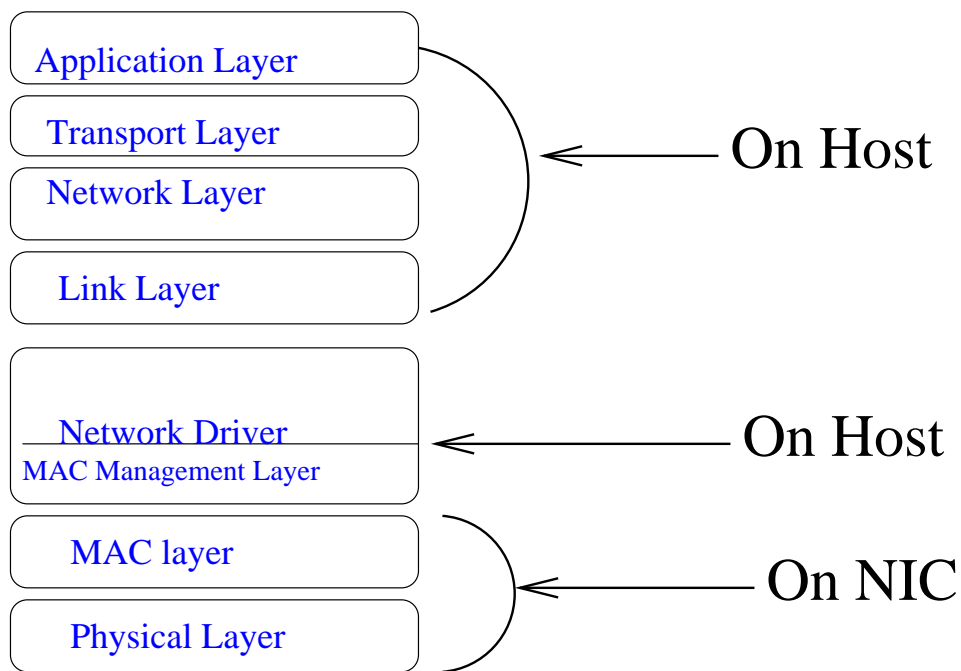 Application Layer
Transport Layer
On Host
Network Layer
Link Layer
Network Driver
On Host
MAC Management Layer
MAC layer
On NIC
Physical Layer